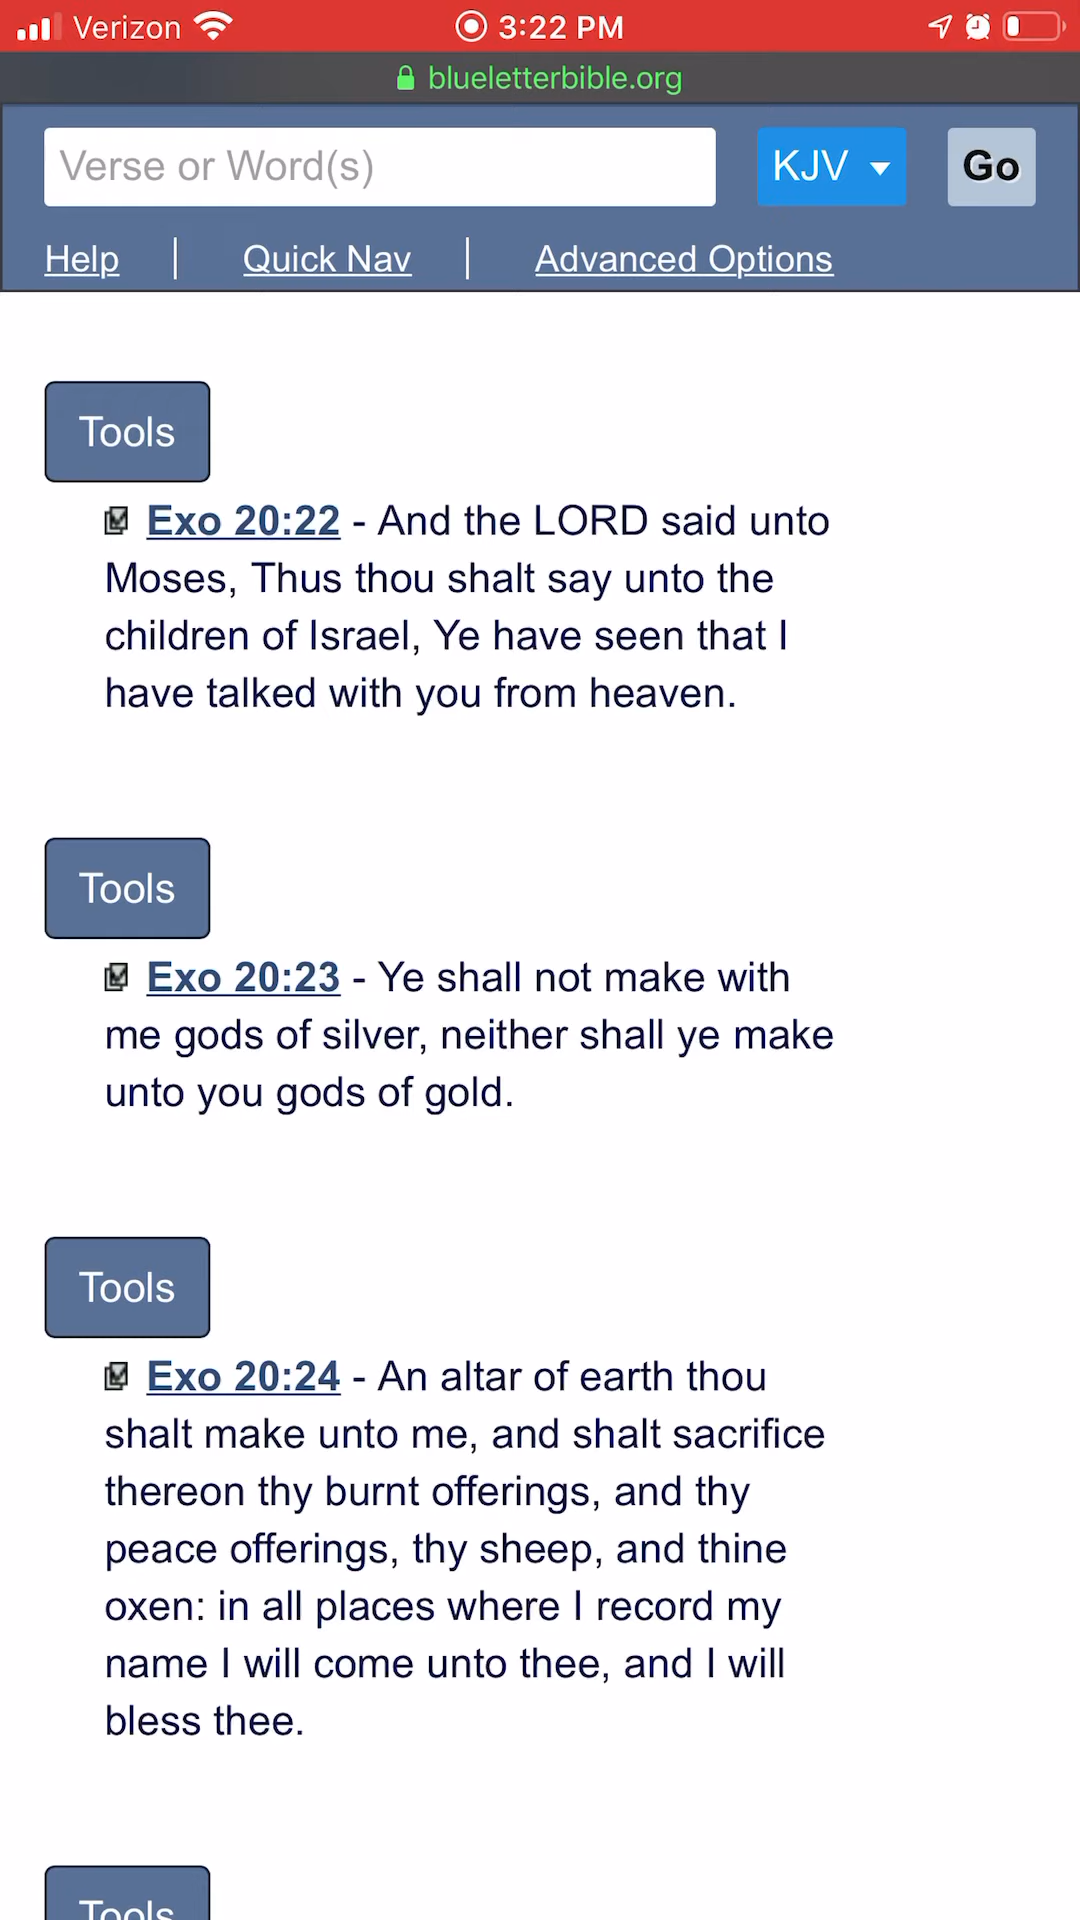 Verizon 3:22 PM
blueletterbible.org
Verse or Word(s) KJV Go
Help | Quick Nav | Advanced Options
Tools
Exo 20:22 - And the LORD said unto
Moses, Thus thou shalt say unto the
children of Israel, Ye have seen that I
have talked with you from heaven.
Tools
Exo 20:23 - Ye shall not make with
me gods of silver, neither shall ye make
unto you gods of gold.
Tools
Exo 20:24 - An altar of earth thou
shalt make unto me, and shalt sacrifice
thereon thy burnt offerings, and thy
peace offerings, thy sheep, and thine
oxen: in all places where I record my
name I will come unto thee, and I will
bless thee.
Tools